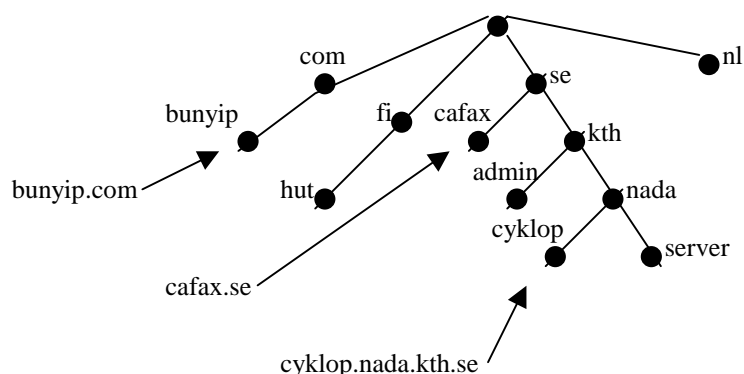 com
nl
se
bunyip
fi
cafax
kth
bunyip.com
hut
admin
nada
cyklop
server
cafax.se
cyklop.nada.kth.se